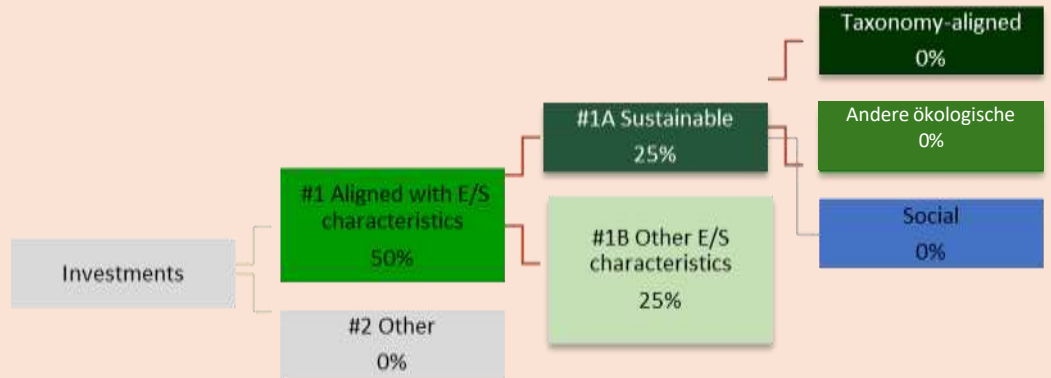 Investments
#1 Aligned with E/S
characteristics
50%
#2 Other
0%
#1A Sustainable
25%
#1B Other E/S
characteristics
25%
Taxonomy-aligned
0%
Andere ökologische
0%
Social
0%